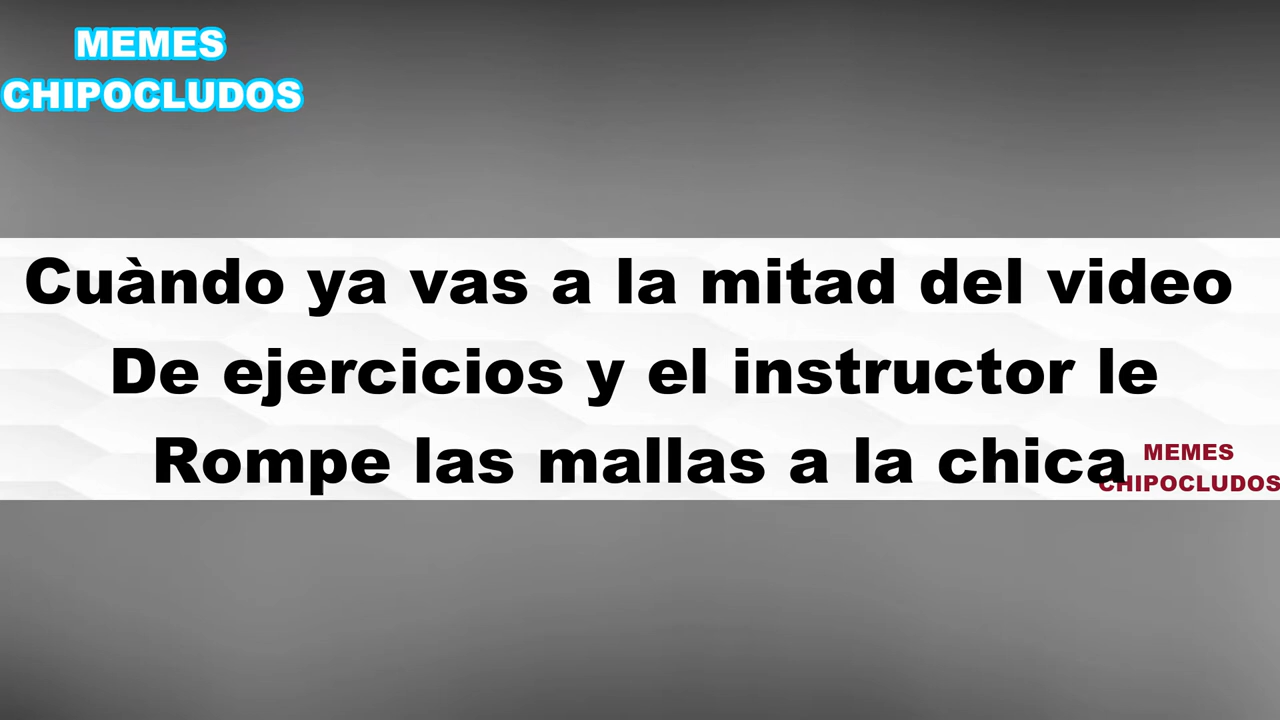 MEMES
CHIPOCLUDOS
Cuàndo ya vas a la mitad del video
De ejercicios y el instructor le
Rompe las mallas a la chica
MEMES
CHIPOCLUDOS